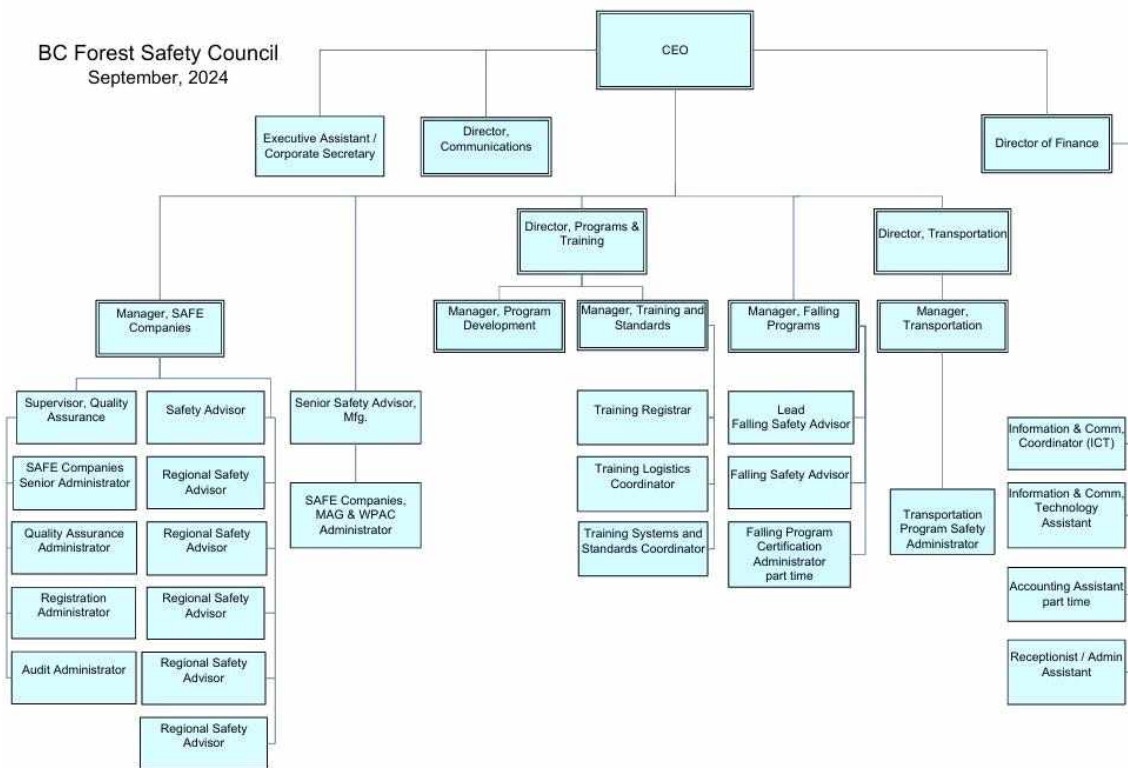 BC Forest Safety Council
September, 2024
CEO
Executive Assistant /
Corporate Secretary
Director,
Communications
Director of Finance
Director, Programs &
Training
Director, Transportation
Manager, SAFE
Companies
Manager, Program
Development
Manager, Training and
Standards
Manager, Falling
Programs
Manager,
Transportation
Supervisor, Quality
Assurance
SAFE Companies
Senior Administrator
Quality Assurance
Administrator
Registration
Administrator
Audit Administrator
Safety Advisor
Regional Safety
Advisor
Regional Safety
Advisor
Regional Safety
Advisor
Regional Safety
Advisor
Regional Safety
Advisor
Senior Safety Advisor,
Mfg.
SAFE Companies,
MAG & WPAC
Administrator
Training Registrar
Training Logistics
Coordinator
Training Systems and
Standards Coordinator
Lead
Falling Safety Advisor
Falling Safety Advisor
Falling Program
Certification
Administrator
part time
Transportation
Program Safety
Administrator
Information & Comm,
Coordinator (ICT)
Information & Comm,
Technology
Assistant
Accounting Assistant
part time
Receptionist / Admin
Assistant